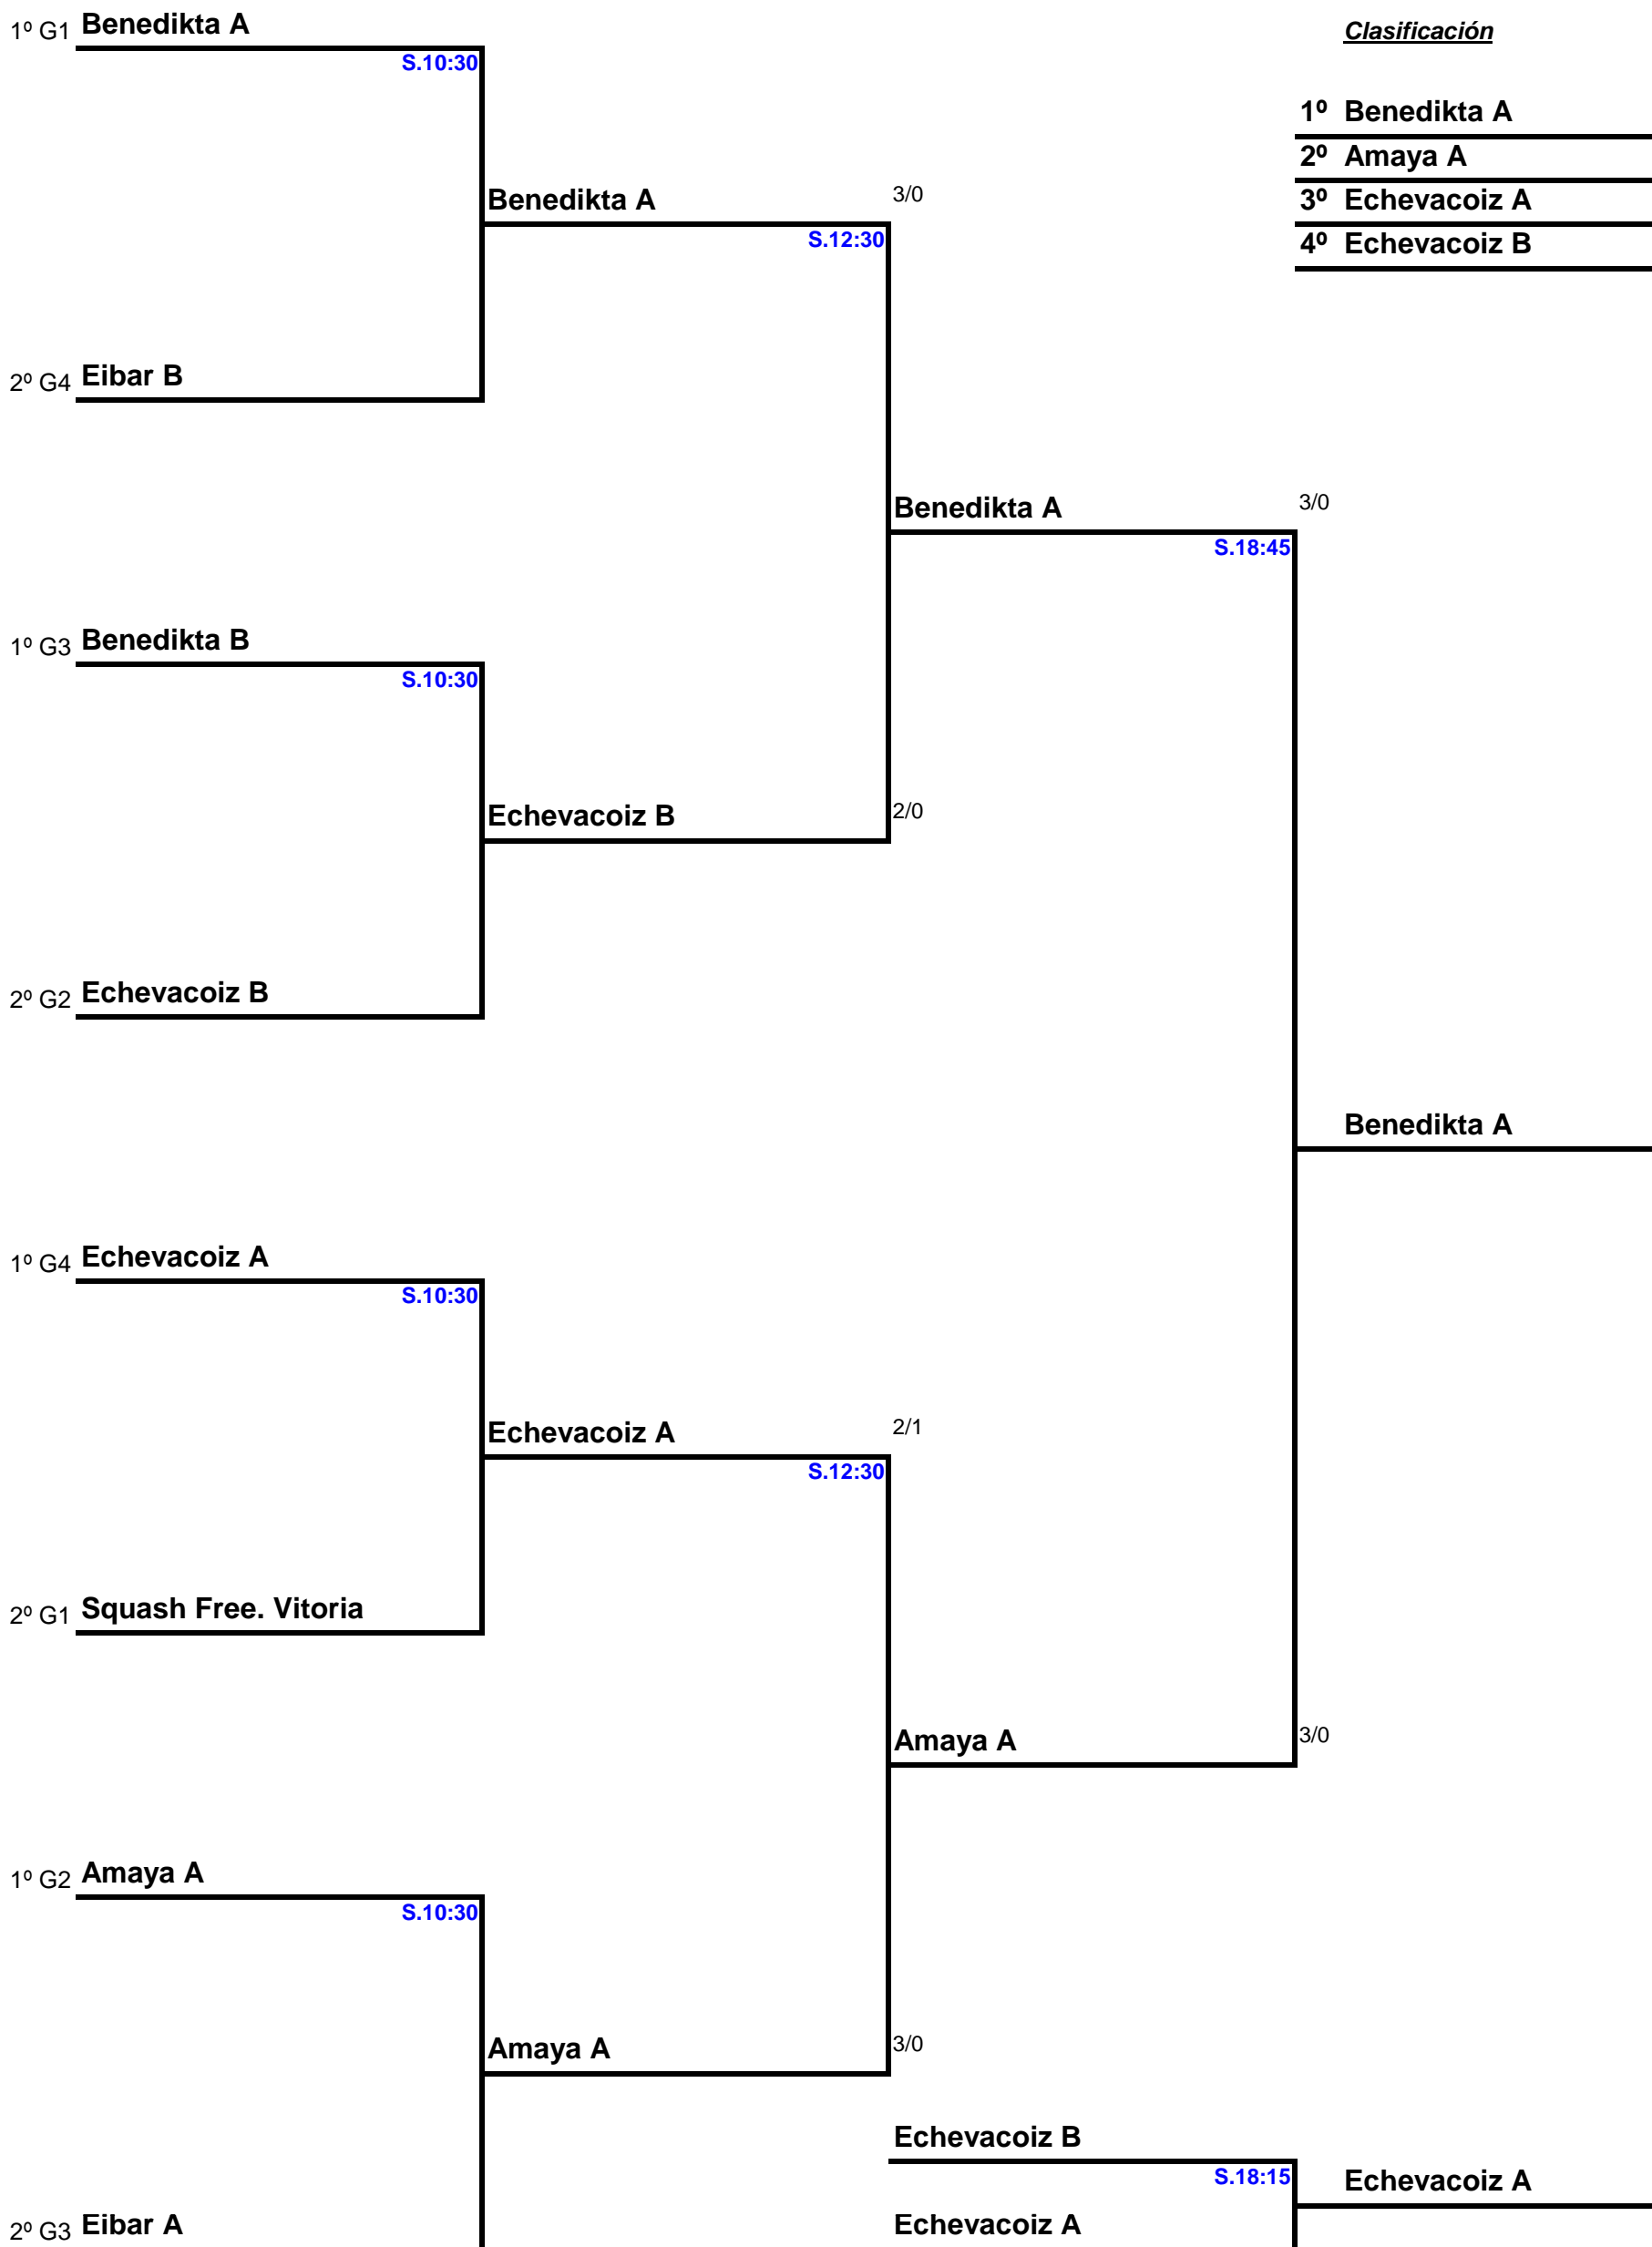 1º G1 Benedikta A
Clasificación
S.10:30
1º Benedikta A
2º Amaya A
Benedikta A 3/0
3º Echevacoiz A
S.12:30
4º Echevacoiz B
2º G4 Eibar B
Benedikta A 3/0
S.18:45
1º G3 Benedikta B
S.10:30
Echevacoiz B 2/0
2º G2 Echevacoiz B
Benedikta A
1º G4 Echevacoiz A
S.10:30
Echevacoiz A 2/1
S.12:30
2º G1 Squash Free. Vitoria
Amaya A 3/0
1º G2 Amaya A
S.10:30
Amaya A 3/0
Echevacoiz B
S.18:15
Echevacoiz A
2º G3 Eibar A
Echevacoiz A